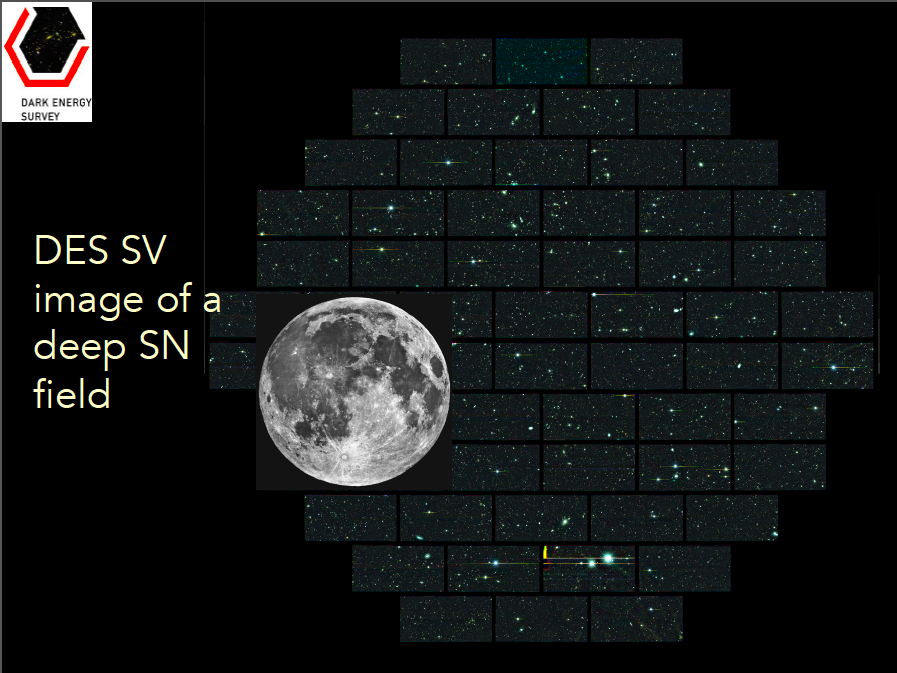 DARK ENERGY
SURVEY
DES SV
image of a
deep SN
field